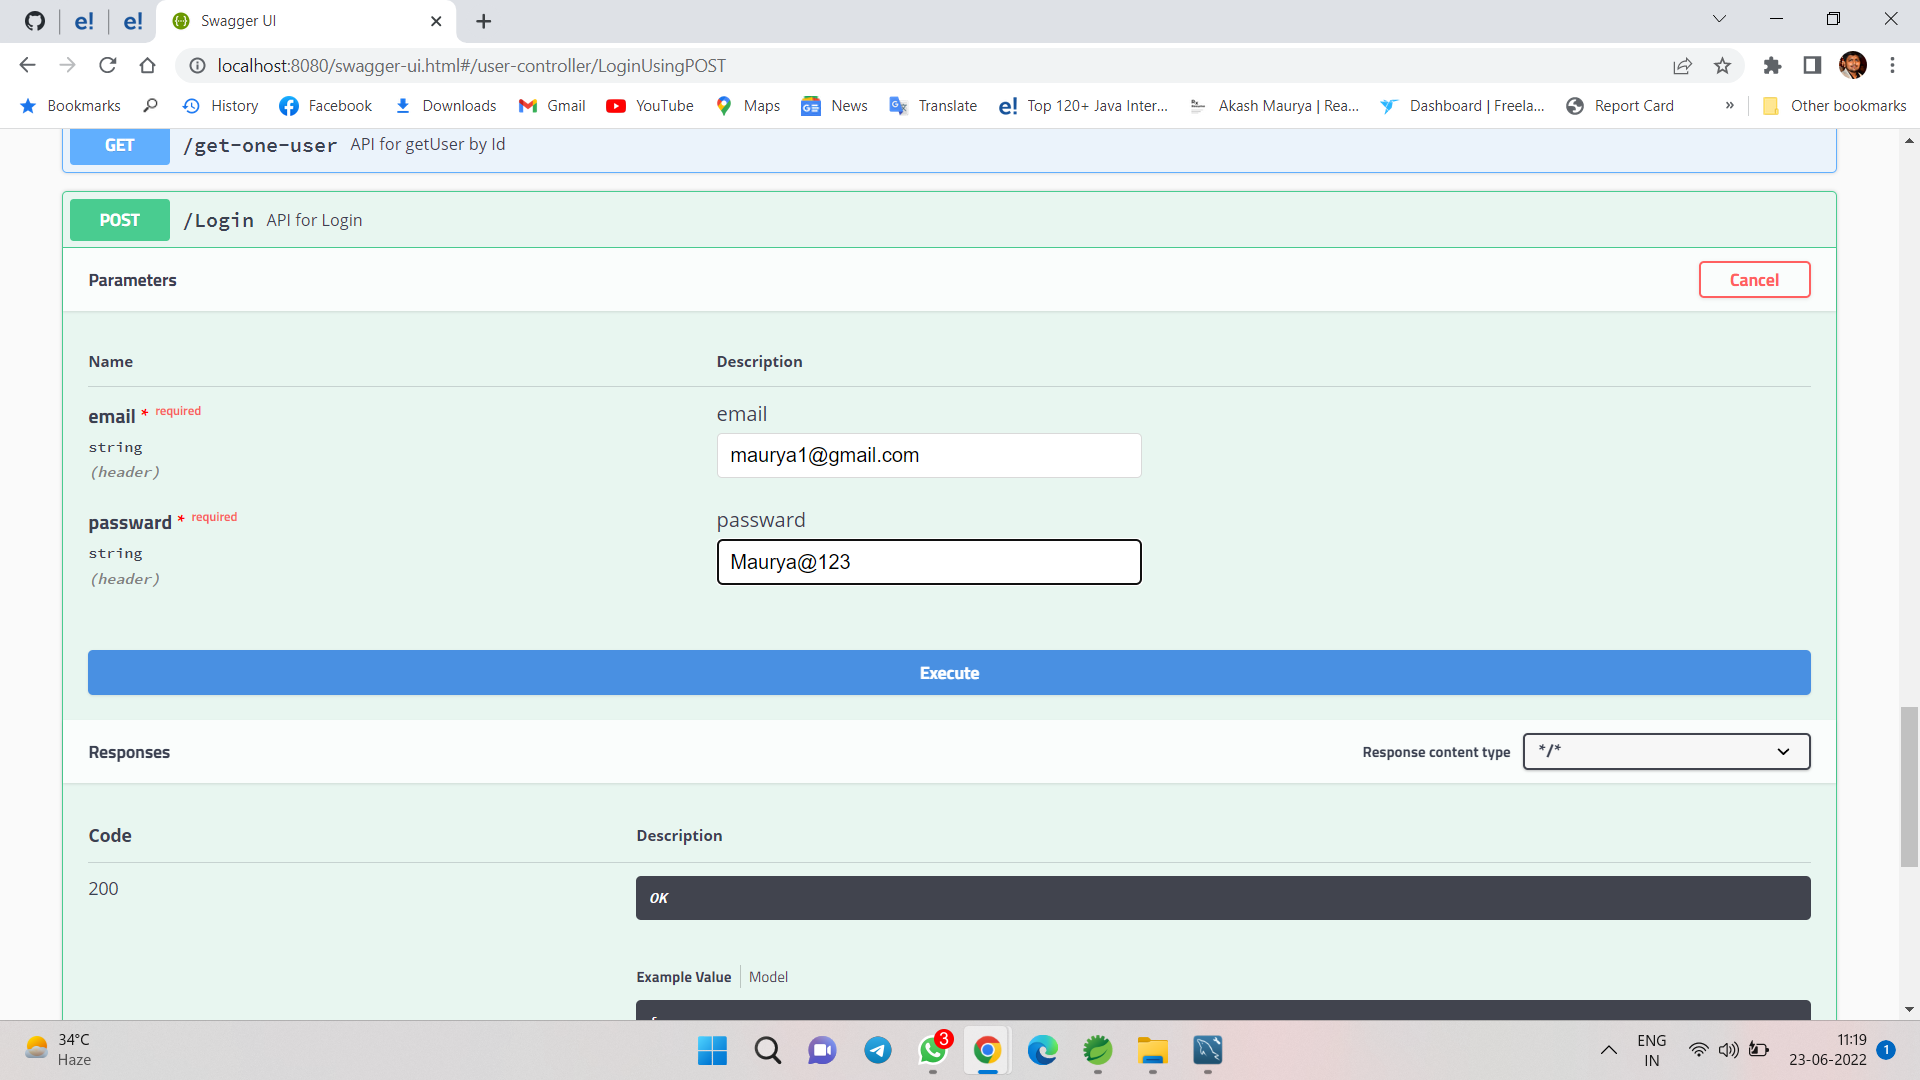 Swagger UI
localhost:8080/swagger-ui.html#/user-controller/LoginUsingPOST
Bookmarks History Facebook Downloads Gmail YouTube Maps News Translate e! Top 120+ Java Inter... Akash Maurya | Rea... Dashboard | Freela... Report Card » Other bookmarks
GET /get-one-user API for getUser by Id
POST /Login API for Login
Parameters Cancel
Name Description
email * required email
string
(header)
maurya1@gmail.com
passward * required passward
string
(header)
Maurya@123
Execute
Responses Response content type */*
Code Description
200 OK
Example Value Model
34°C
Haze
3
ENG
IN
11:19
23-06-2022
1